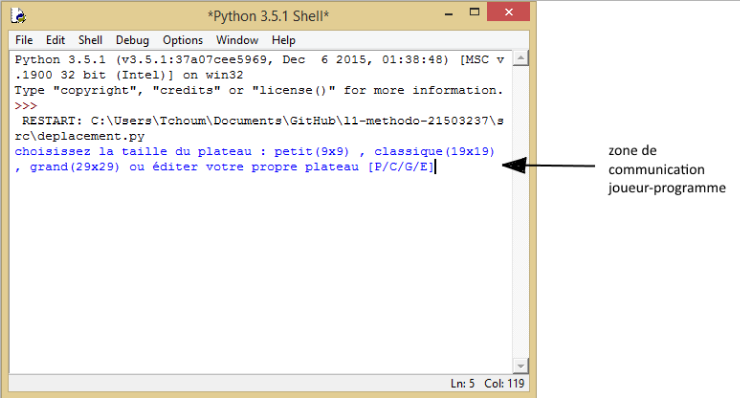 *Python 3.5.1 Shell*
File Edit Shell Debug Options Window Help
Python 3.5.1 (v3.5.1:37a07cee5969, Dec  6 2015, 01:38:48) [MSC v
.1900 32 bit (Intel)] on win32
Type "copyright", "credits" or "license()" for more information.
>>>
 RESTART: C:\Users\Tchoum\Documents\GitHub\l1-methodo-21503237\s
rc\deplacement.py
choisissez la taille du plateau : petit(9x9) , classique(19x19)
, grand(29x29) ou éditer votre propre plateau [P/C/G/E]
zone de
communication
joueur-programme
Ln: 5 Col: 119